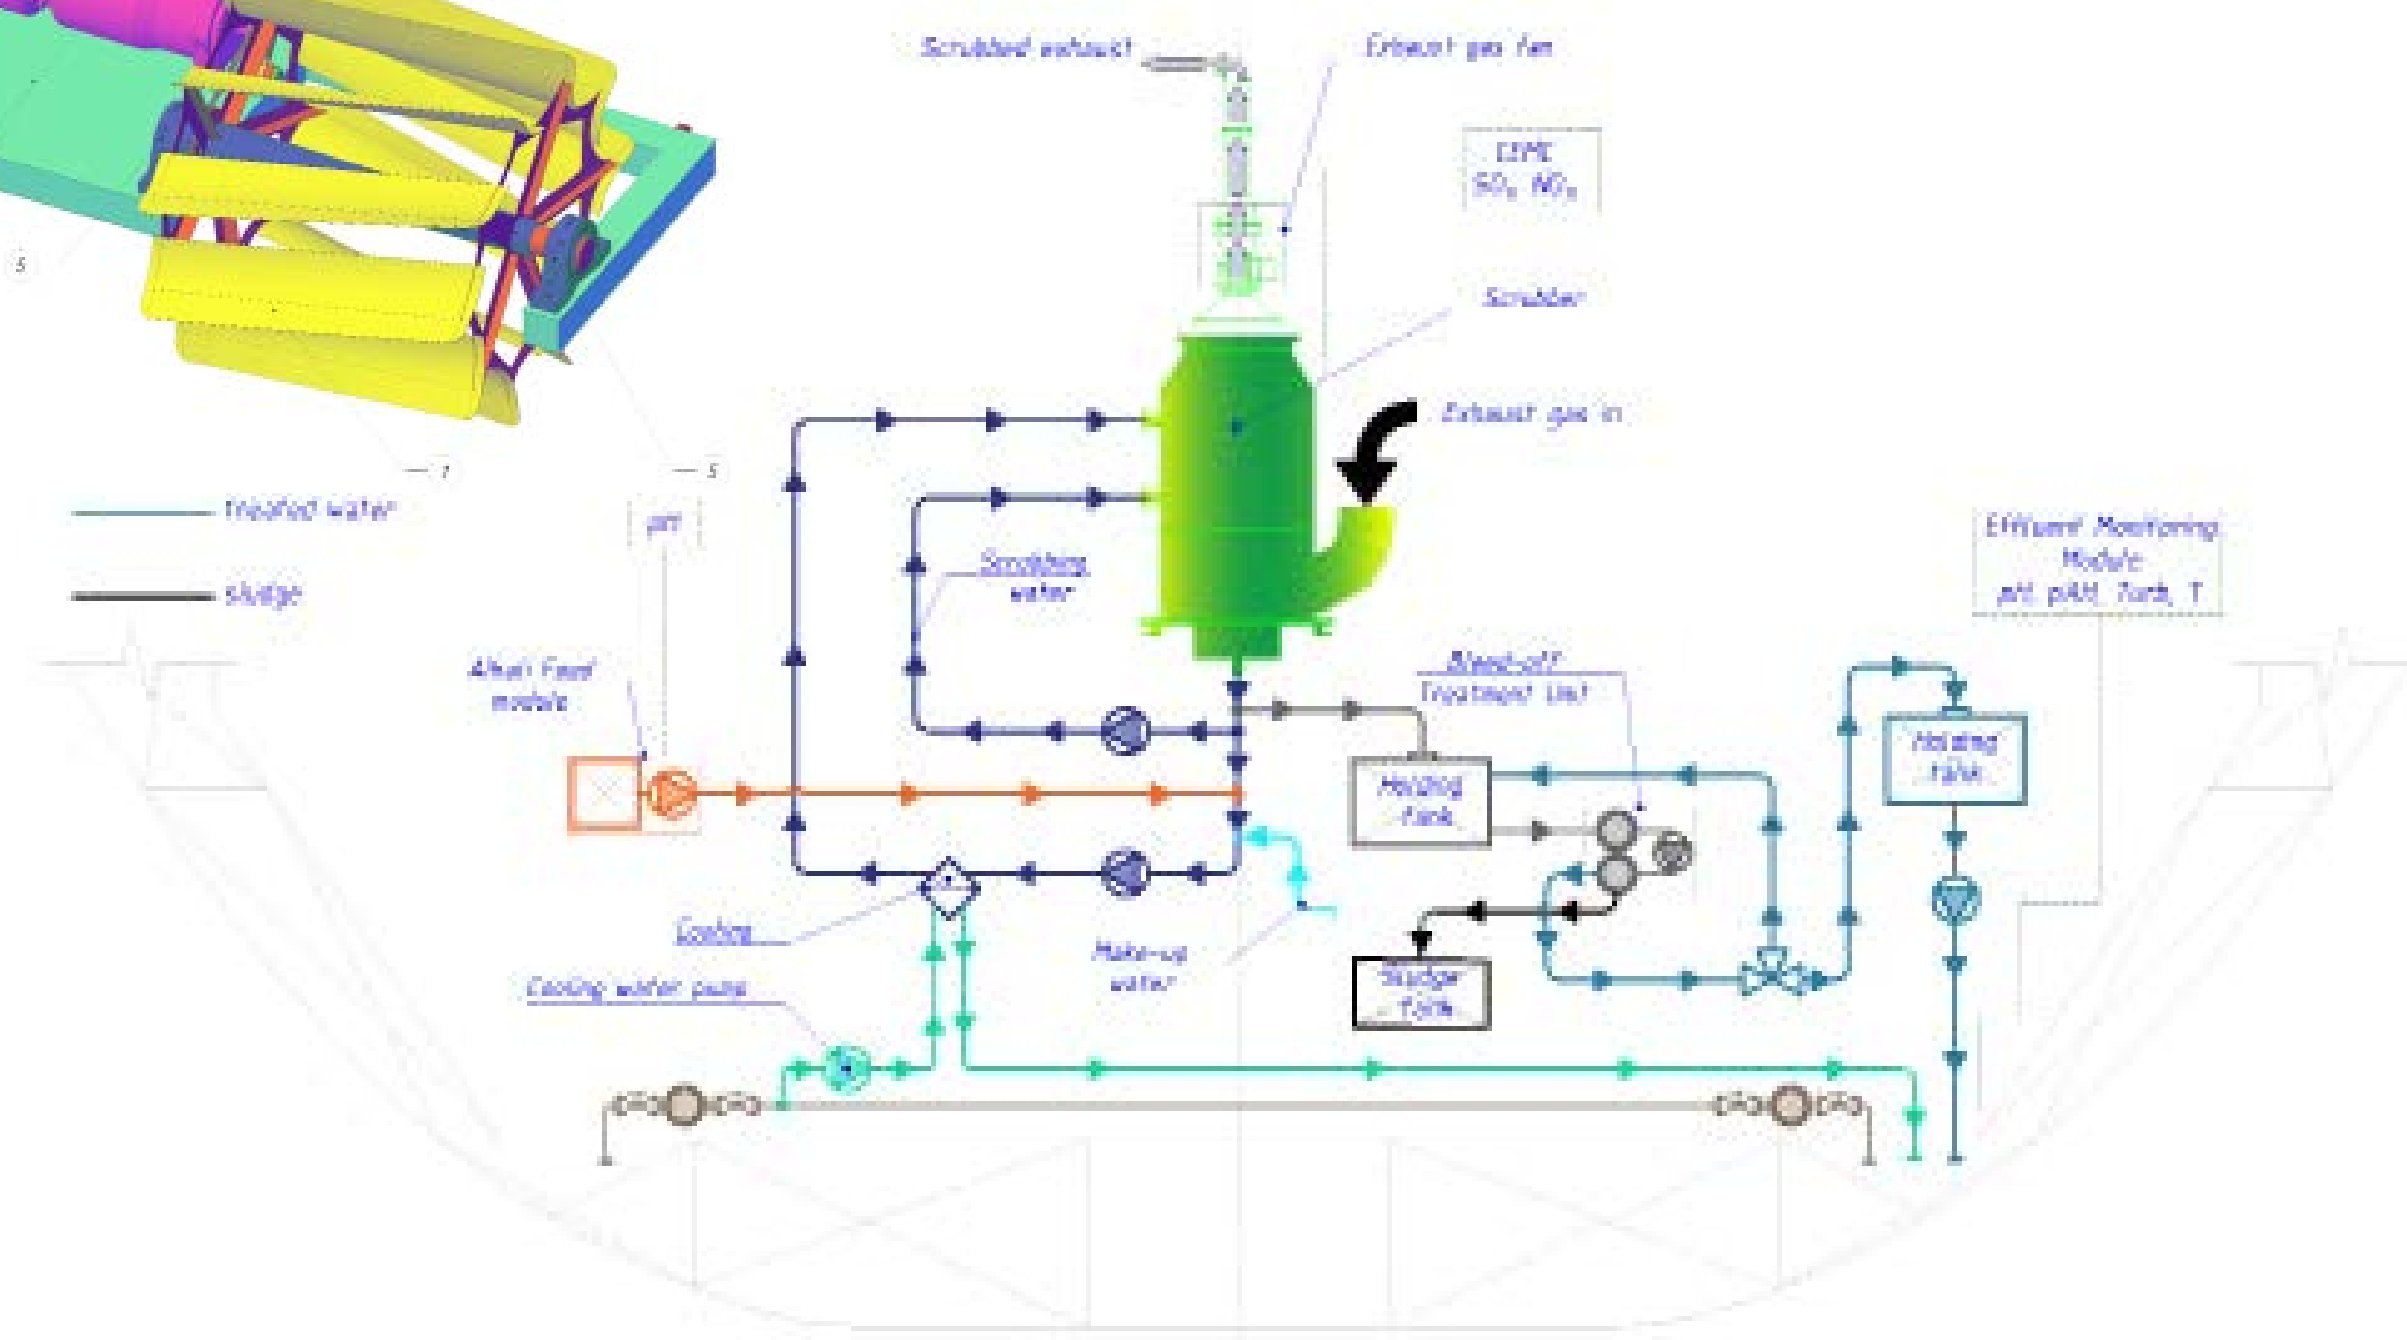 Scrubbed exhaust
Exhaust gas fan
SOx NOx
5
Scrubber
Exhaust gas in
5
treated water
pH
sludge
Scrubbing
water
Effluent Monitoring
Module
pH, pAH, Turb, T
Alkali Feed
module
Bleed-off
Treatment Unit
Holding
tank
Holding
tank
Cooling
Make-up
water
Cooling water pump
Sludge
tank